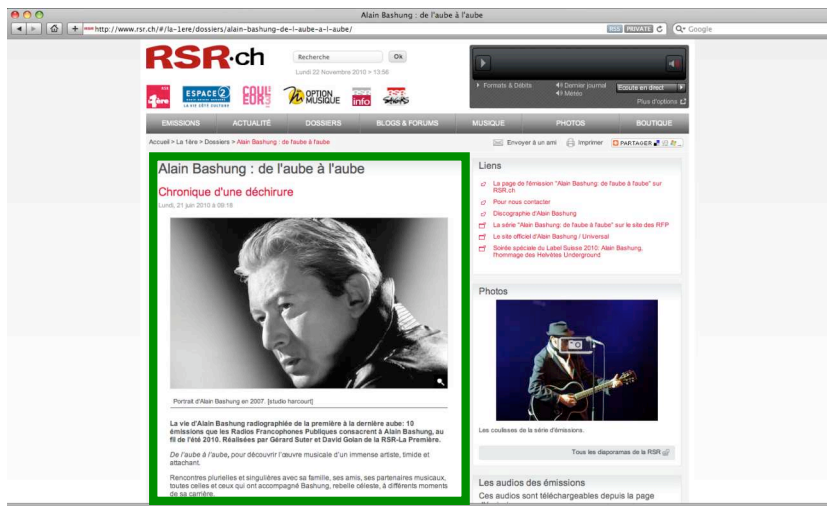 Alain Bashung : de l'aube à l'aube
http://www.rsr.ch/#/la-1ere/dossiers/alain-bashung-de-l-aube-a-l-aube/
RSS PRIVATE
Google
RSR.ch
Recherche Ok
Lundi 22 Novembre 2010 > 13:56
Formats & Débits
Dernier journal
Météo
Ecoute en direct
Plus d'options
1ère
ESPACE 2
LA VIE CÔTÉ CULTURE
COULEUR3
OPTION MUSIQUE
info
EMISSIONS ACTUALITÉ DOSSIERS BLOGS & FORUMS MUSIQUE PHOTOS BOUTIQUE
Accueil > La 1ère > Dossiers > Alain Bashung : de l'aube à l'aube
Envoyer à un ami Imprimer PARTAGER
Alain Bashung : de l'aube à l'aube
Chronique d'une déchirure
Lundi, 21 juin 2010 à 09:18
Portrait d'Alain Bashung en 2007. [studio harcourt]
La vie d'Alain Bashung radiographiée de la première à la dernière aube: 10
émissions que les Radios Francophones Publiques consacrent à Alain Bashung, au
fil de l'été 2010. Réalisées par Gérard Suter et David Golan de la RSR-La Première.
De l'aube à l'aube, pour découvrir l'œuvre musicale d'un immense artiste, timide et
attachant.
Rencontres plurielles et singulières avec sa famille, ses amis, ses partenaires musicaux,
toutes celles et ceux qui ont accompagné Bashung, rebelle céleste, à différents moments
de sa carrière.
Liens
La page de l'émission "Alain Bashung: de l'aube à l'aube" sur
RSR.ch
Pour nous contacter
Discographie d'Alain Bashung
La série "Alain Bashung: de l'aube à l'aube" sur le site des RFP
Le site officiel d'Alain Bashung / Universal
Soirée spéciale du Label Suisse 2010: Alain Bashung,
l'hommage des Helvètes Underground
Photos
Les coulisses de la série d'émissions.
Tous les diaporamas de la RSR
Les audios des émissions
Ces audios sont téléchargeables depuis la page